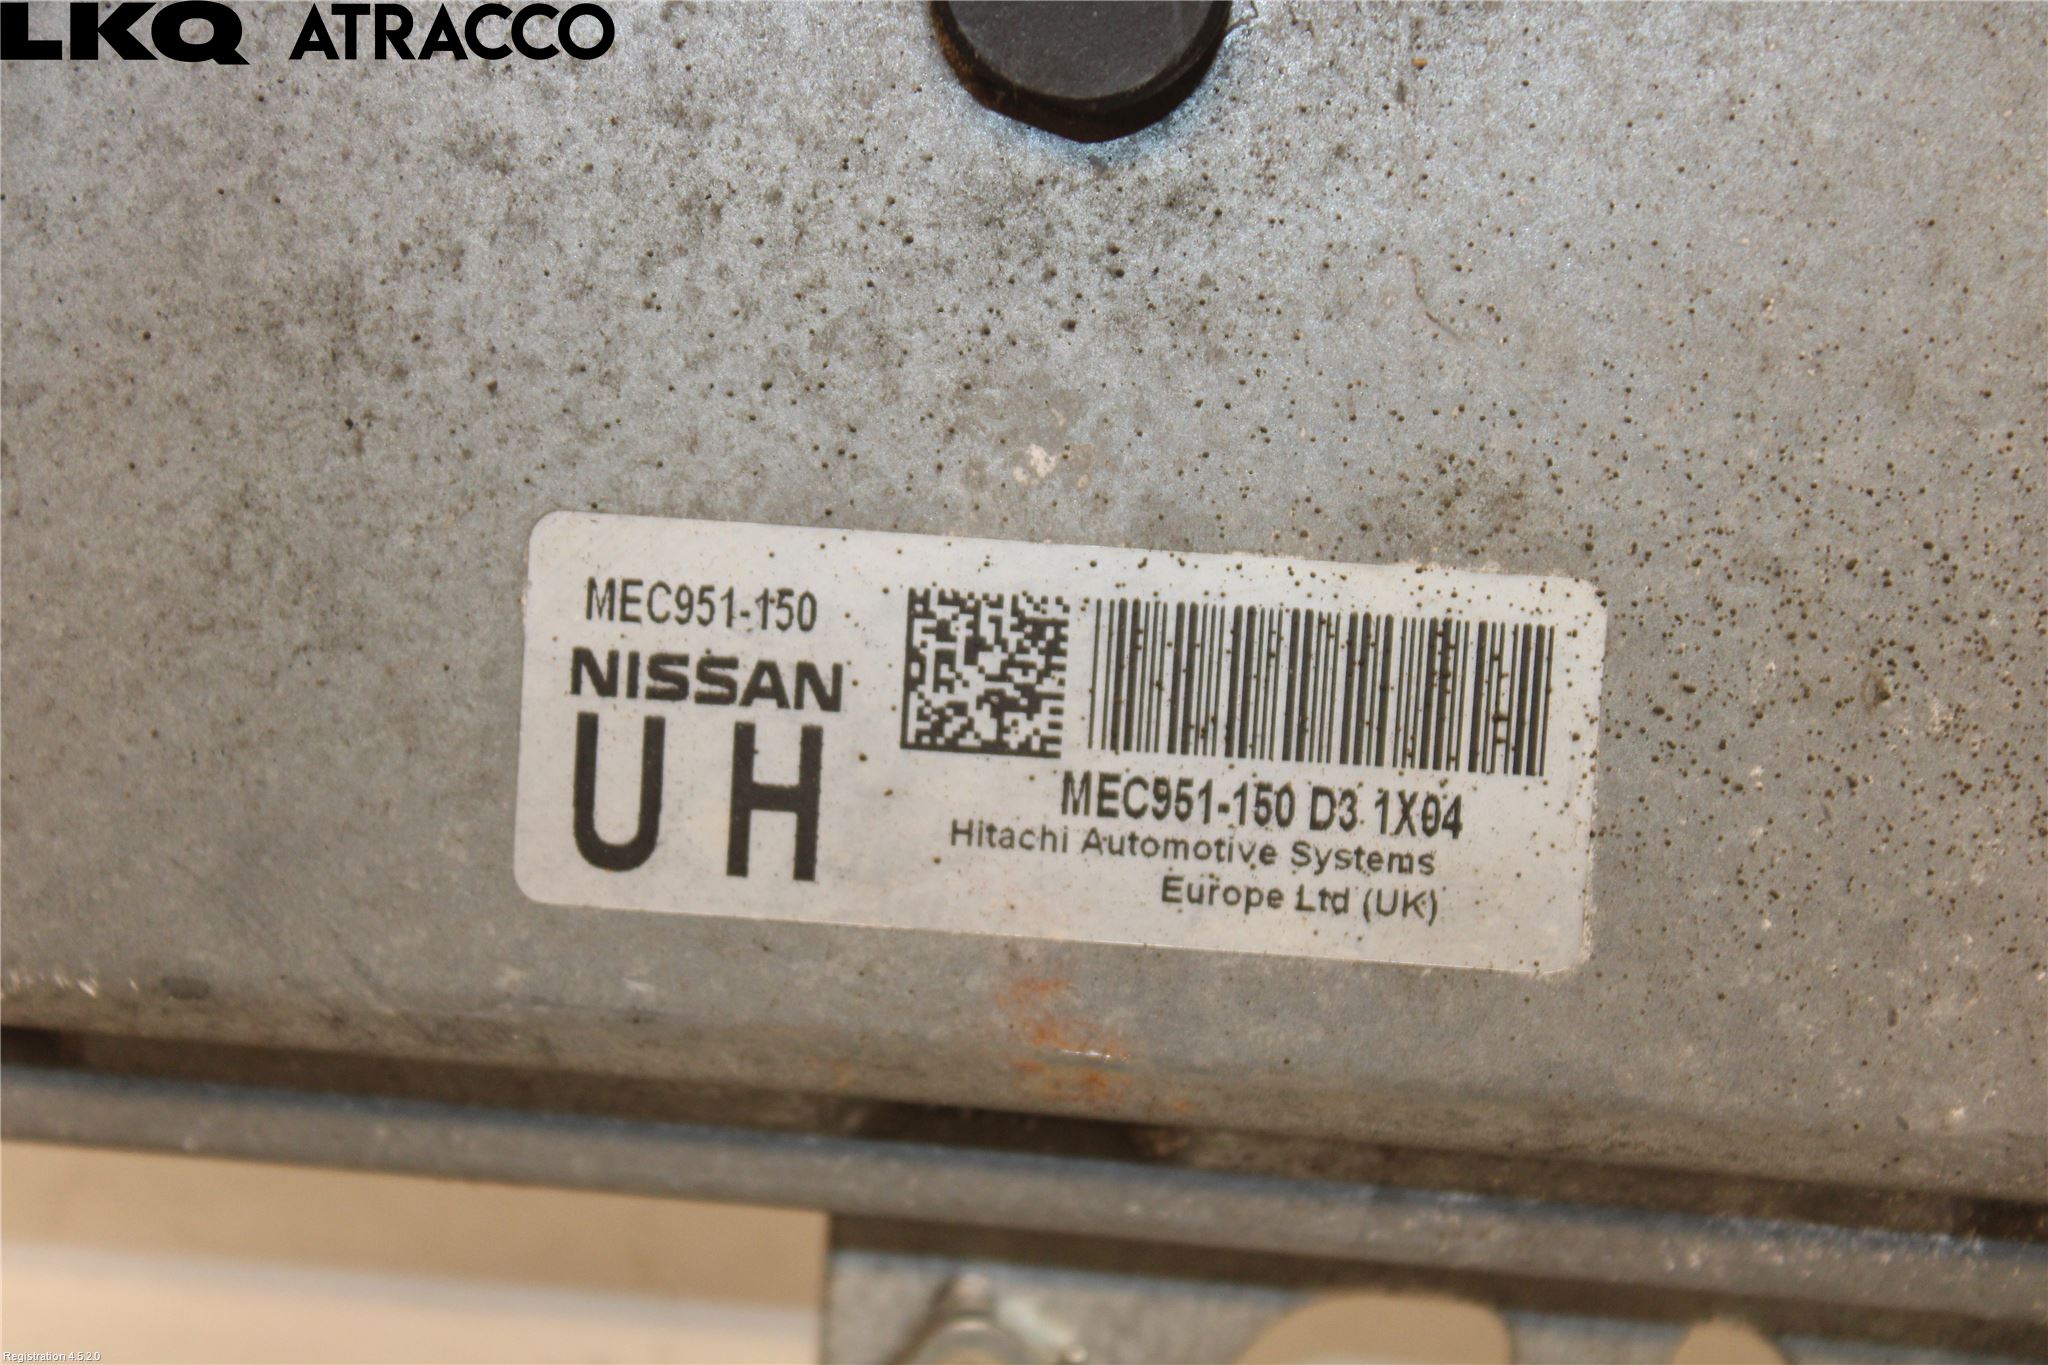 LKQ ATRACCO
MEC951-150
NISSAN
U H
MEC951-150 D3 1X04
Hitachi Automotive Systems
Europe Ltd (UK)
Registration 4.5.2.0